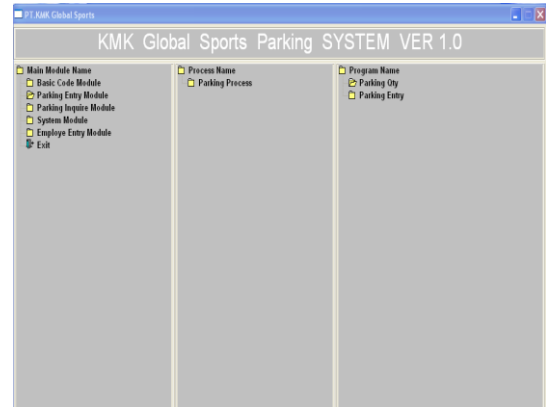 PT.KMK Global Sports
KMK Global Sports Parking SYSTEM VER 1.0
Main Module Name
Basic Code Module
Parking Entry Module
Parking Inquire Module
System Module
Employe Entry Module
Exit
Process Name
Parking Process
Program Name
Parking Qty
Parking Entry